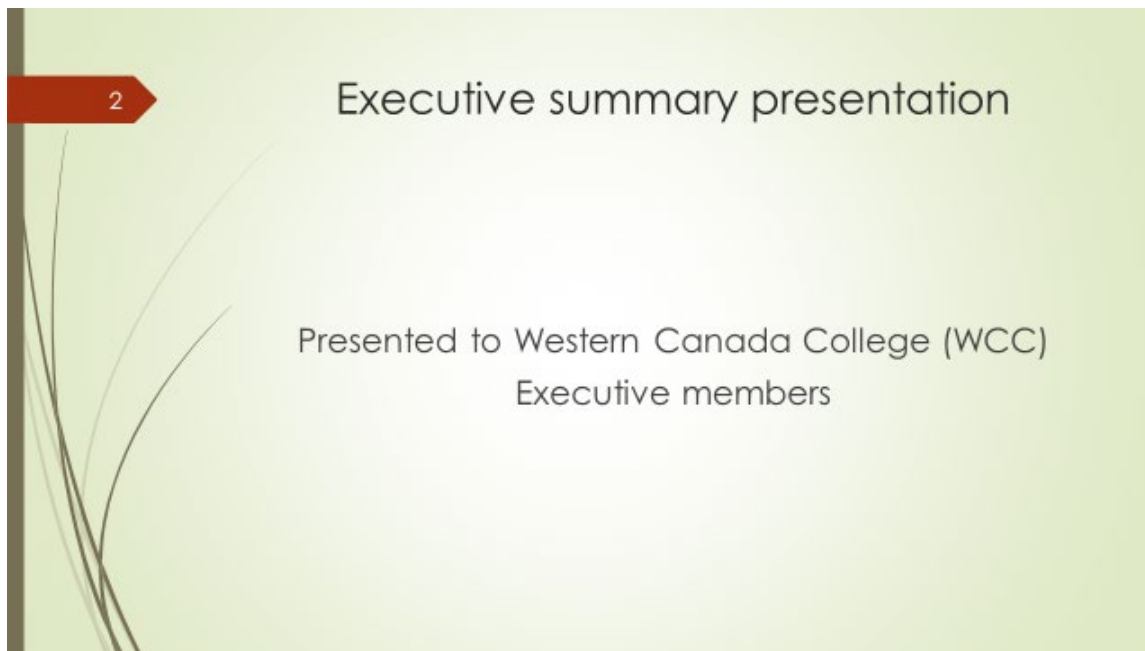 2
Executive summary presentation
Presented to Western Canada College (WCC)
Executive members